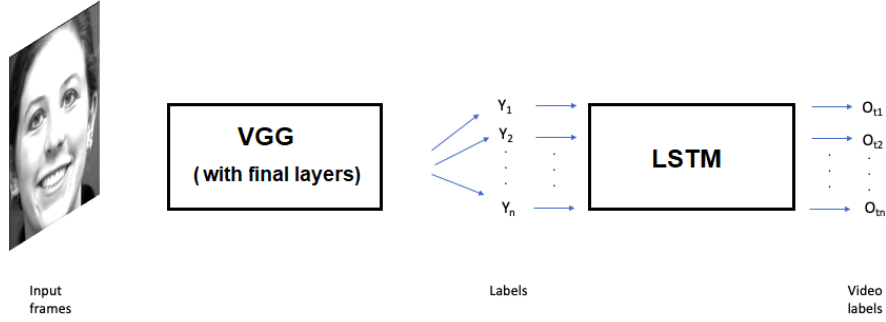 VGG
( with final layers)
Y1
Y2
Yn
LSTM
Ot1
Ot2
Otn
Input
frames
Labels
Video
labels